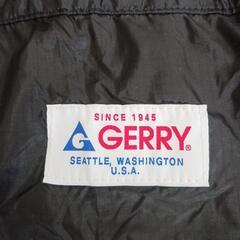 SINCE 1945
GERRY®
SEATTLE, WASHINGTON
U.S.A.